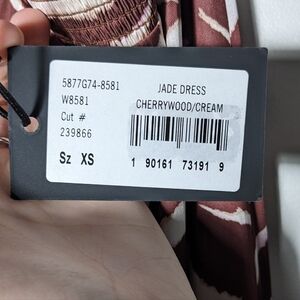 5877G74-8581
W8581
Cut #
239866
Sz XS
JADE DRESS
CHERRYWOOD/CREAM
1 90161 73191 9